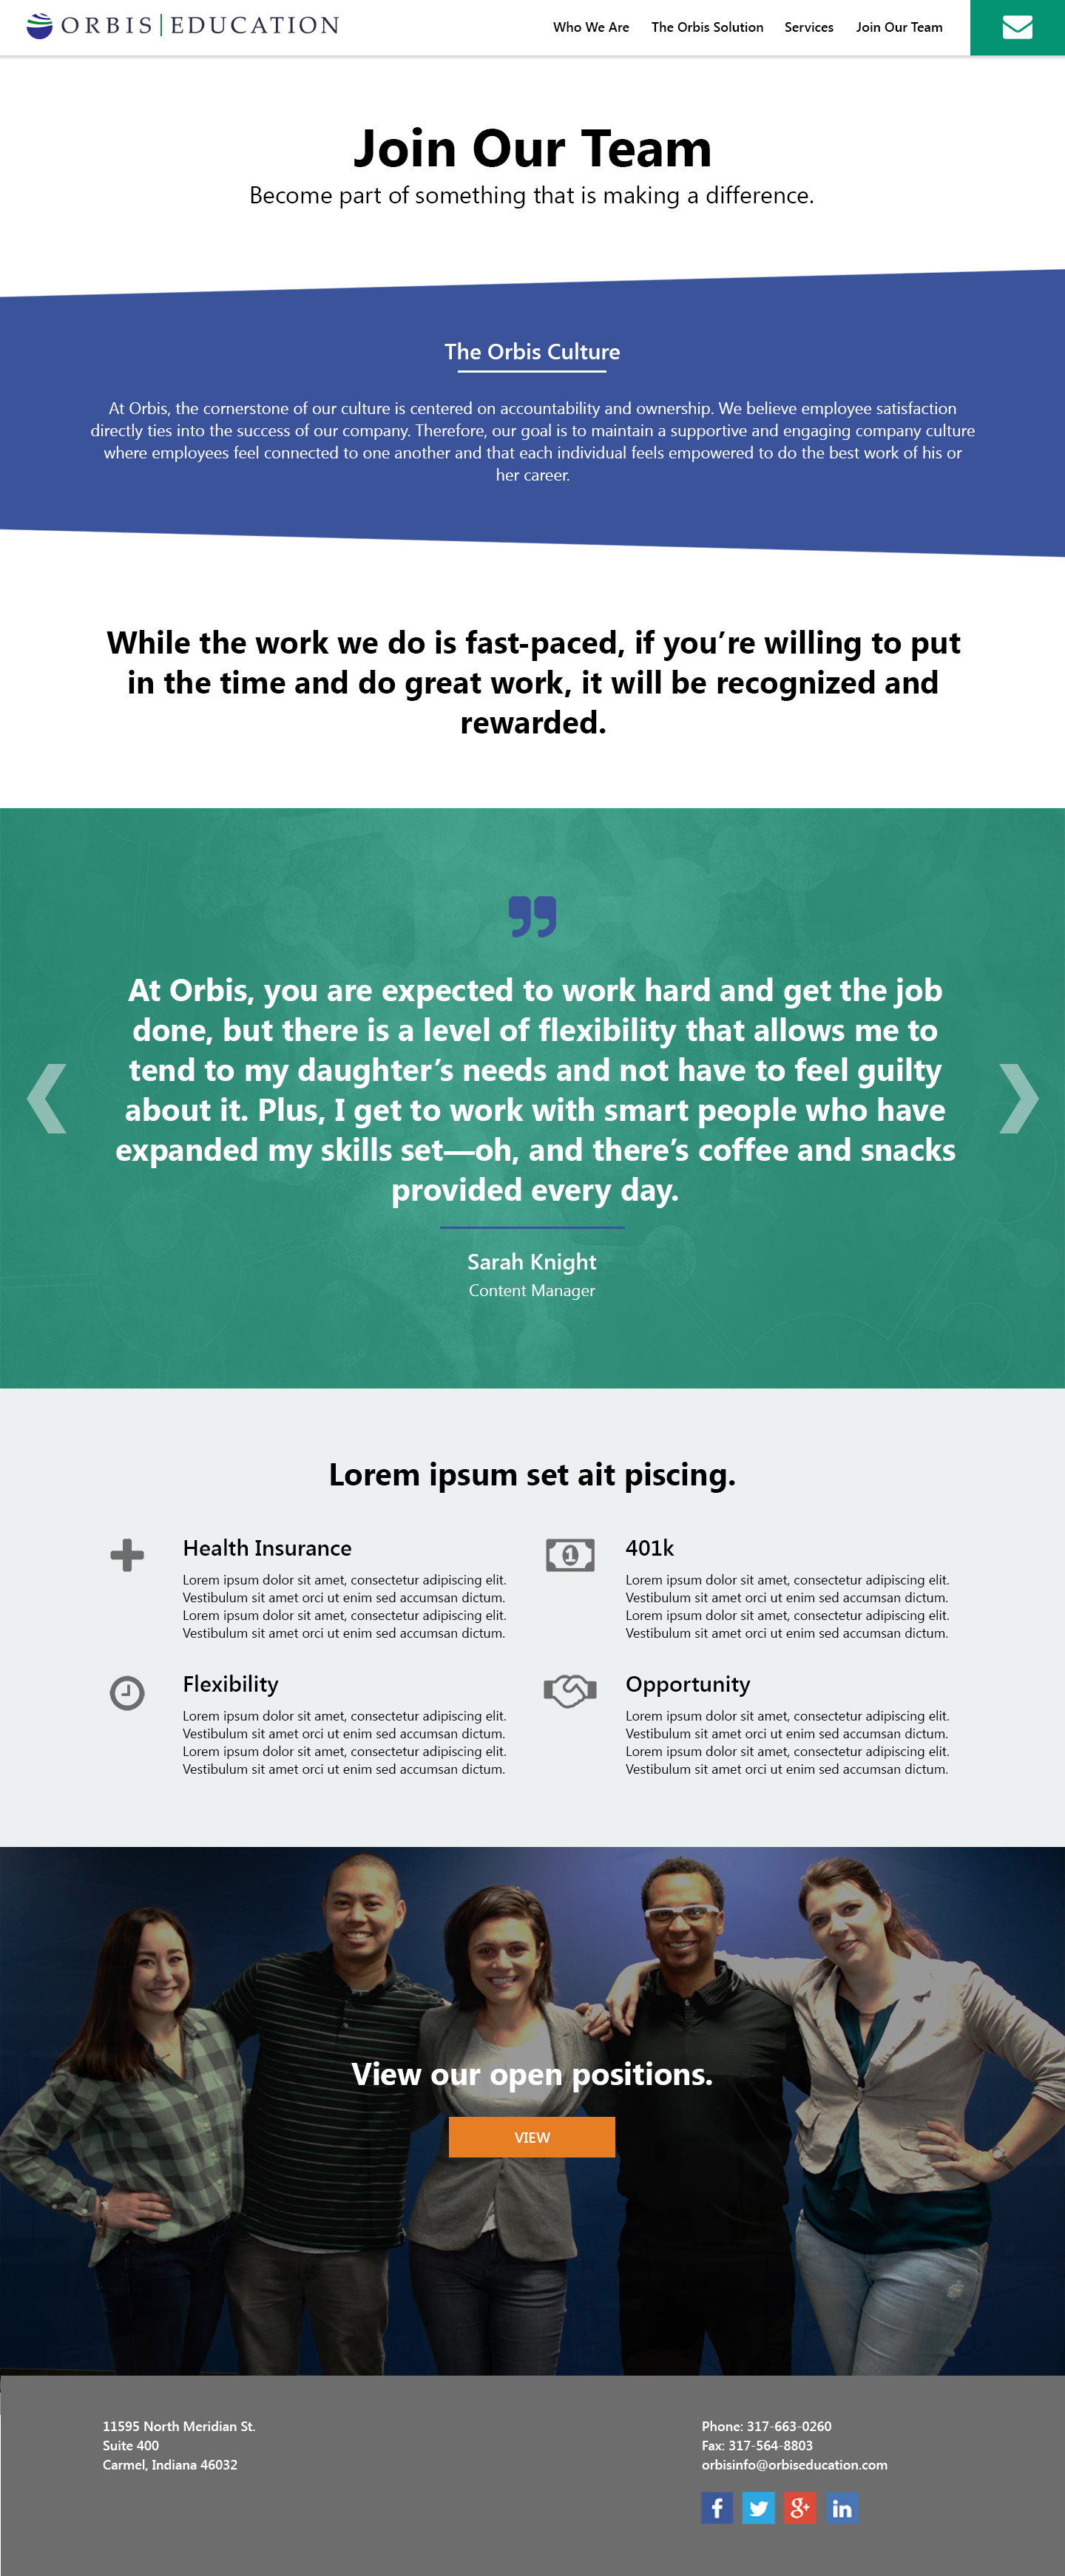 ORBIS EDUCATION
Who We Are
The Orbis Solution
Services
Join Our Team
Join Our Team
Become part of something that is making a difference.
The Orbis Culture
At Orbis, the cornerstone of our culture is centered on accountability and ownership. We believe employee satisfaction
directly ties into the success of our company. Therefore, our goal is to maintain a supportive and engaging company culture
where employees feel connected to one another and that each individual feels empowered to do the best work of his or
her career.
While the work we do is fast-paced, if you’re willing to put
in the time and do great work, it will be recognized and
rewarded.
At Orbis, you are expected to work hard and get the job
done, but there is a level of flexibility that allows me to
tend to my daughter’s needs and not have to feel guilty
about it. Plus, I get to work with smart people who have
expanded my skills set—oh, and there’s coffee and snacks
provided every day.
Sarah Knight
Content Manager
Lorem ipsum set ait piscing.
Health Insurance
Lorem ipsum dolor sit amet, consectetur adipiscing elit.
Vestibulum sit amet orci ut enim sed accumsan dictum.
Lorem ipsum dolor sit amet, consectetur adipiscing elit.
Vestibulum sit amet orci ut enim sed accumsan dictum.
401k
Lorem ipsum dolor sit amet, consectetur adipiscing elit.
Vestibulum sit amet orci ut enim sed accumsan dictum.
Lorem ipsum dolor sit amet, consectetur adipiscing elit.
Vestibulum sit amet orci ut enim sed accumsan dictum.
Flexibility
Lorem ipsum dolor sit amet, consectetur adipiscing elit.
Vestibulum sit amet orci ut enim sed accumsan dictum.
Lorem ipsum dolor sit amet, consectetur adipiscing elit.
Vestibulum sit amet orci ut enim sed accumsan dictum.
Opportunity
Lorem ipsum dolor sit amet, consectetur adipiscing elit.
Vestibulum sit amet orci ut enim sed accumsan dictum.
Lorem ipsum dolor sit amet, consectetur adipiscing elit.
Vestibulum sit amet orci ut enim sed accumsan dictum.
View our open positions.
VIEW
11595 North Meridian St.
Suite 400
Carmel, Indiana 46032
Phone: 317-663-0260
Fax: 317-564-8803
orbisinfo@orbiseducation.com